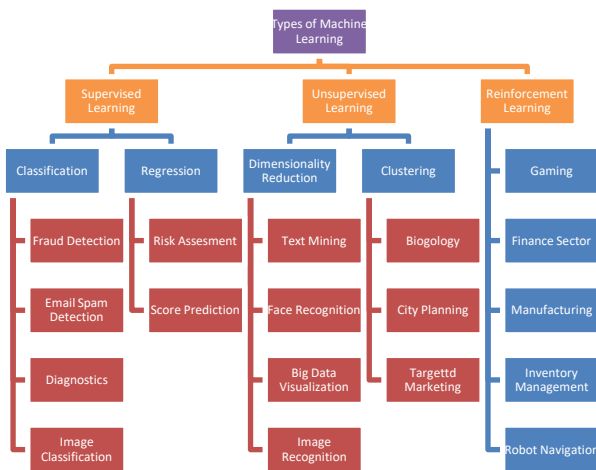 Types of Machine
Learning
Supervised
Learning
Unsupervised
Learning
Reinforcement
Learning
Classification
Regression
Dimensionality
Reduction
Clustering
Gaming
Fraud Detection
Risk Assesment
Text Mining
Biogology
Finance Sector
Email Spam
Detection
Score Prediction
Face Recognition
City Planning
Manufacturing
Diagnostics
Big Data
Visualization
Targettd Marketing
Inventory
Management
Image
Classification
Image
Recognition
Robot Navigation